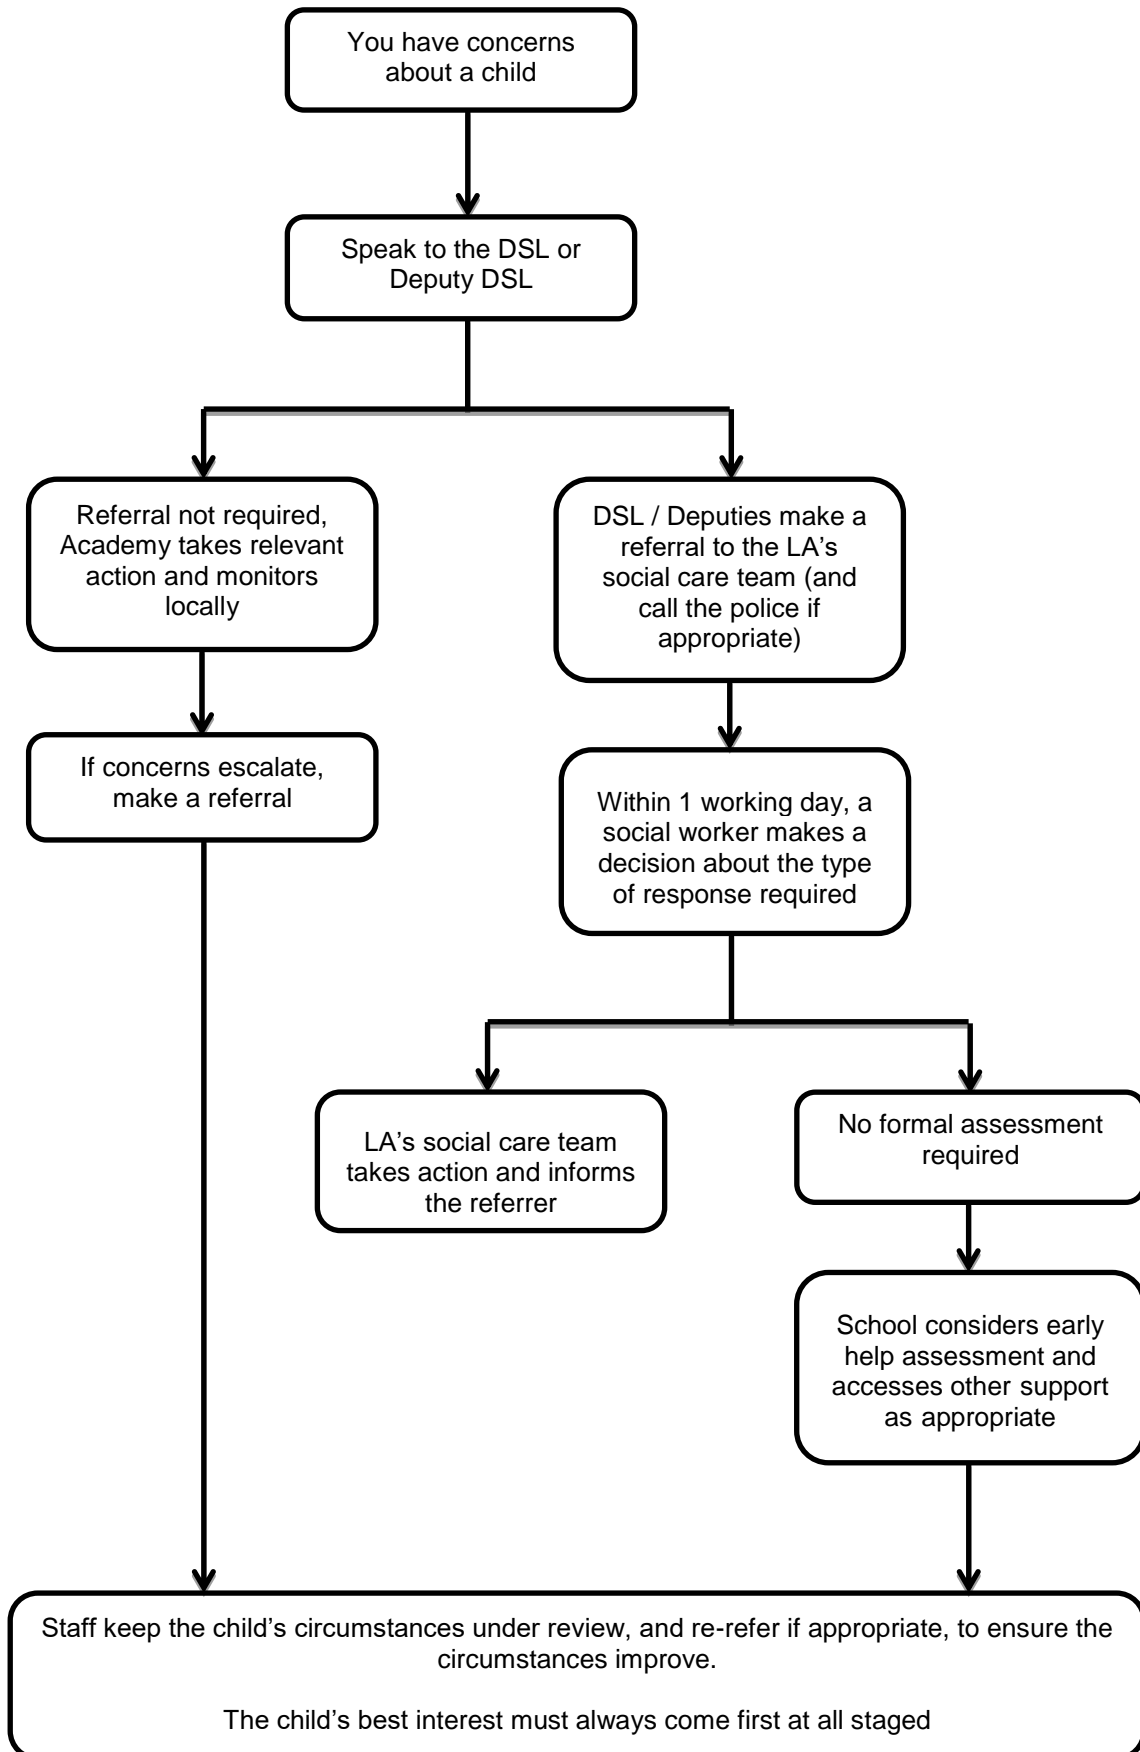 You have concerns
about a child
Speak to the DSL or
Deputy DSL
Referral not required,
Academy takes relevant
action and monitors
locally
If concerns escalate,
make a referral
DSL / Deputies make a
referral to the LA’s
social care team (and
call the police if
appropriate)
Within 1 working day, a
social worker makes a
decision about the type
of response required
LA’s social care team
takes action and informs
the referrer
No formal assessment
required
School considers early
help assessment and
accesses other support
as appropriate
Staff keep the child’s circumstances under review, and re-refer if appropriate, to ensure the
circumstances improve.
The child’s best interest must always come first at all staged